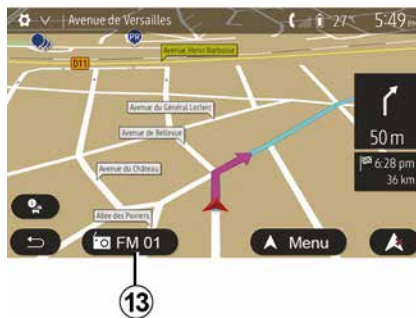 Avenue de Versailles
27°
5:49 PM
PR
Avenue Henri Barbusse
D11
Avenue du Général Leclerc
Avenue de Bellevue
50 m
Avenue du Château
6:28 pm
36 km
Allée des Poiriers
FM 01
Menu
13